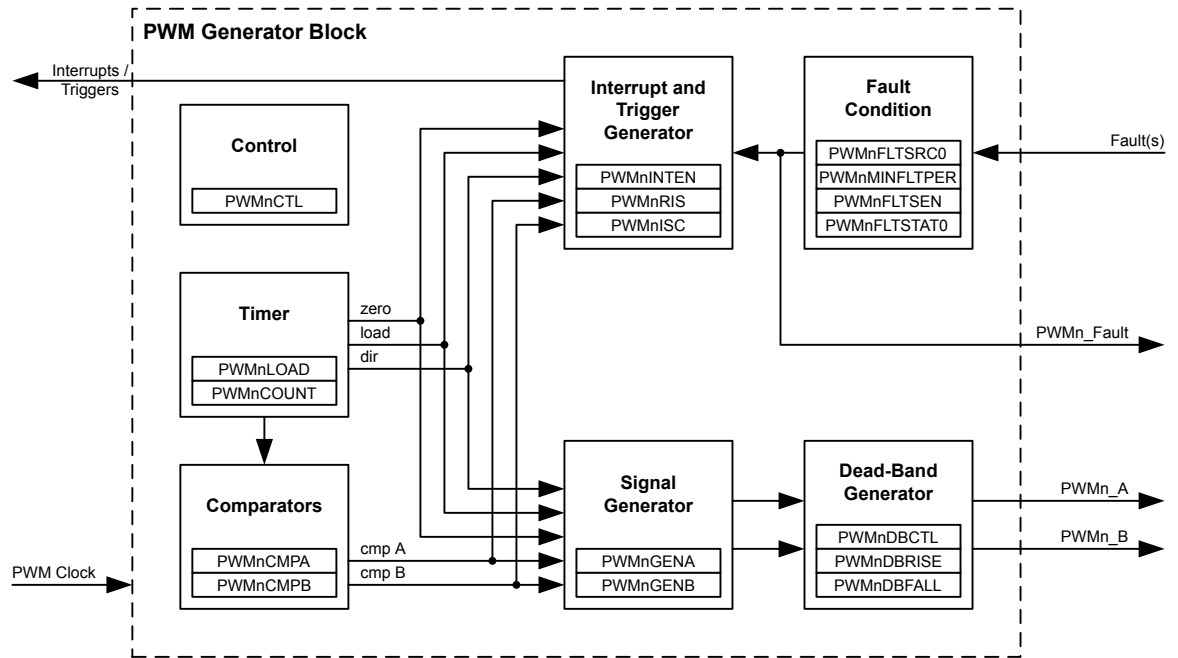 PWM Generator Block
Interrupts /
Triggers
Control
PWMnCTL
Interrupt and
Trigger
Generator
PWMnINTEN
PWMnRIS
PWMnISC
Fault
Condition
PWMnFLTSRC0
PWMnMINFLTPER
PWMnFLTSEN
PWMnFLTSTAT0
Fault(s)
Timer
PWMnLOAD
PWMnCOUNT
zero
load
dir
PWMn_Fault
Comparators
PWMnCMPA
PWMnCMPB
cmp A
cmp B
PWM Clock
Signal
Generator
PWMnGENA
PWMnGENB
Dead-Band
Generator
PWMnDBCTL
PWMnDBRISE
PWMnDBFALL
PWMn_A
PWMn_B